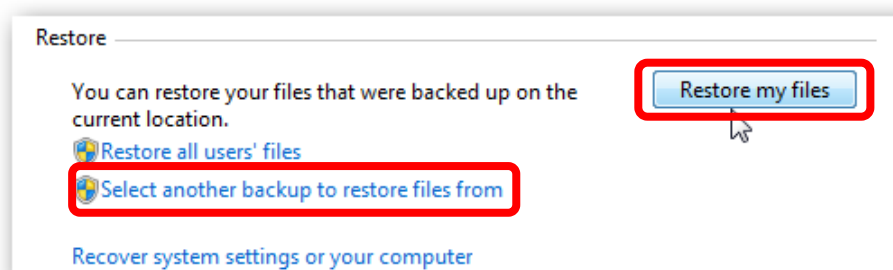 Restore
You can restore your files that were backed up on the
current location.
Restore my files
Restore all users' files
Select another backup to restore files from
Recover system settings or your computer